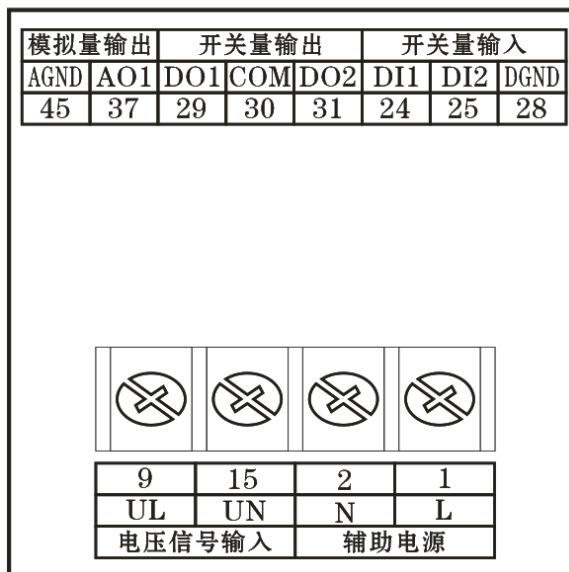 模拟量输出 开关量输出 开关量输入
AGND AO1 DO1 COM DO2 DI1 DI2 DGND
45 37 29 30 31 24 25 28
9 15 2 1
UL UN N L
电压信号输入 辅助电源